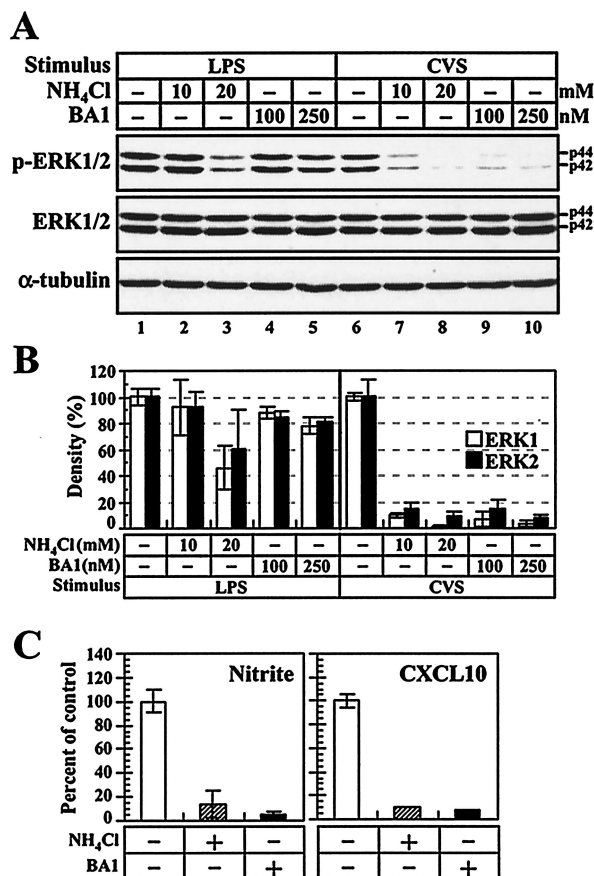 A
Stimulus LPS CVS
NH4Cl – 10 20 – – – 10 20 – – mM
BA1 – – – 100 250 – – – 100 250 nM
p-ERK1/2 p44 p42
ERK1/2 p44 p42
α-tubulin
1 2 3 4 5 6 7 8 9 10
B
Density (%)
120
100
80
60
40
20
0
ERK1
ERK2
NH4Cl(mM) – 10 20 – – – 10 20 – –
BA1(nM) – – – 100 250 – – – 100 250
Stimulus LPS CVS
C
Percent of control
140
120
100
80
60
40
20
0
Nitrite CXCL10
NH4Cl – + – – + –
BA1 – – + – – +